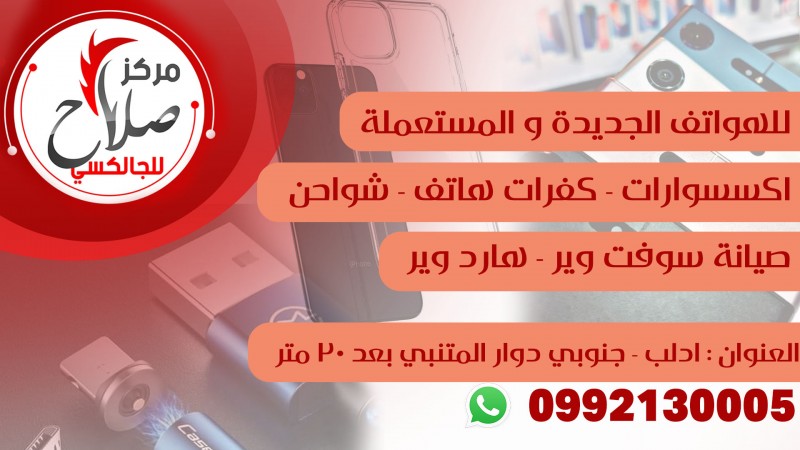 مركز
صلاح
للجالكسي
للهواتف الجديدة و المستعملة
اكسسوارات - كفرات هاتف - شواحن
صيانة سوفت وير - هارد وير
العنوان : ادلب - جنوبي دوار المتنبي بعد ٢٠ متر
0992130005
Case